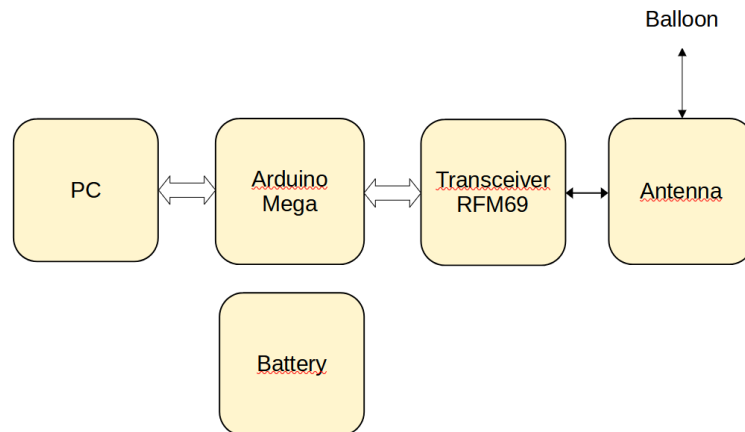 Balloon
PC
Arduino
Mega
Transceiver
RFM69
Antenna
Battery